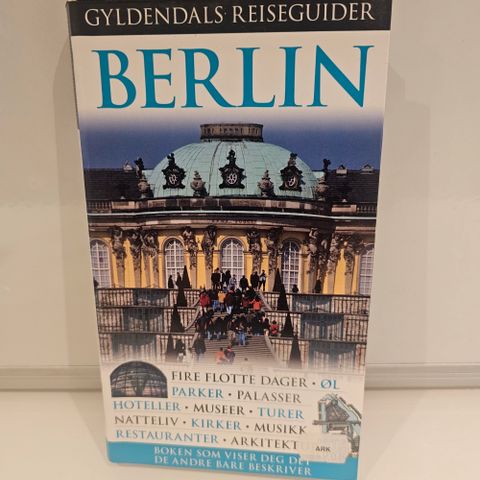 GYLDENDALS REISEGUIDER
BERLIN
FIRE FLOTTE DAGER · ØL
PARKER · PALASSER
HOTELLER · MUSEER · TURER
NATTELIV · KIRKER · MUSIKK
RESTAURANTER · ARKITEKT
ARK
BOKEN SOM VISER DEG DET
DE ANDRE BARE BESKRIVER